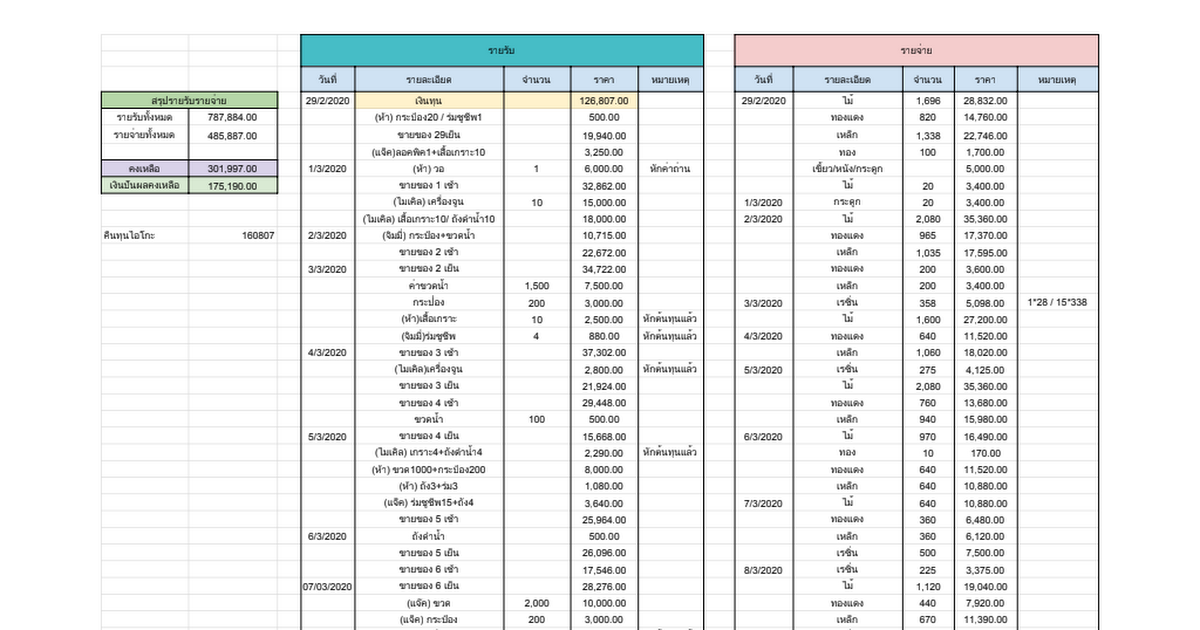 รายรับ รายจ่าย
วันที่ รายละเอียด จำนวน ราคา หมายเหตุ วันที่ รายละเอียด จำนวน ราคา หมายเหตุ
สรุปรายรับรายจ่าย 29/2/2020 เงินทุน 126,807.00 29/2/2020 ไม้ 1,696 28,832.00
รายรับทั้งหมด 787,884.00 (ห้า) กระป๋อง20 / ร่มชูชีพ1 500.00 ทองแดง 820 14,760.00
รายจ่ายทั้งหมด 485,887.00 ขายของ 29เย็น 19,940.00 เหล็ก 1,338 22,746.00
(แจ็ค)ลอคพิค1+เสื้อเกราะ10 3,250.00 ทอง 100 1,700.00
คงเหลือ 301,997.00 1/3/2020 (ห้า) วอ 1 6,000.00 หักค่าถ่าน เขี้ยว/หนัง/กระดูก 5,000.00
เงินปันผลคงเหลือ 175,190.00 ขายของ 1 เช้า 32,862.00 ไม้ 20 3,400.00
(ไมเคิล) เครื่องจูน 10 15,000.00 1/3/2020 กระดูก 20 3,400.00
(ไมเคิล) เสื้อเกราะ10/ ถังดำน้ำ10 18,000.00 2/3/2020 ไม้ 2,080 35,360.00
คืนทุนไอโกะ 160807 2/3/2020 (จิมมี่) กระป๋อง+ขวดน้ำ 10,715.00 ทองแดง 965 17,370.00
ขายของ 2 เช้า 22,672.00 เหล็ก 1,035 17,595.00
3/3/2020 ขายของ 2 เย็น 34,722.00 ทองแดง 200 3,600.00
ค่าขวดน้ำ 1,500 7,500.00 เหล็ก 200 3,400.00
กระป๋อง 200 3,000.00 3/3/2020 เรซิ่น 358 5,098.00 1*28 / 15*338
(ห้า)เสื้อเกราะ 10 2,500.00 หักต้นทุนแล้ว ไม้ 1,600 27,200.00
(จิมมี่)ร่มชูชีพ 4 880.00 หักต้นทุนแล้ว 4/3/2020 ทองแดง 640 11,520.00
4/3/2020 ขายของ 3 เช้า 37,302.00 เหล็ก 1,060 18,020.00
(ไมเคิล)เครื่องจูน 2,800.00 หักต้นทุนแล้ว 5/3/2020 เรซิ่น 275 4,125.00
ขายของ 3 เย็น 21,924.00 ไม้ 2,080 35,360.00
ขายของ 4 เช้า 29,448.00 ทองแดง 760 13,680.00
ขวดน้ำ 100 500.00 เหล็ก 940 15,980.00
5/3/2020 ขายของ 4 เย็น 15,668.00 6/3/2020 ไม้ 970 16,490.00
(ไมเคิล) เกราะ4+ถังดำน้ำ4 2,290.00 หักต้นทุนแล้ว ทอง 10 170.00
(ห้า) ขวด1000+กระป๋อง200 8,000.00 ทองแดง 640 11,520.00
(ห้า) ถัง3+ร่ม3 1,080.00 เหล็ก 640 10,880.00
(แจ็ค) ร่มชูชีพ15+ถัง4 3,640.00 7/3/2020 ไม้ 640 10,880.00
ขายของ 5 เช้า 25,964.00 ทองแดง 360 6,480.00
6/3/2020 ถังดำน้ำ 500.00 เหล็ก 360 6,120.00
ขายของ 5 เย็น 26,096.00 เรซิ่น 500 7,500.00
ขายของ 6 เช้า 17,546.00 8/3/2020 เรซิ่น 225 3,375.00
07/03/2020 ขายของ 6 เย็น 28,276.00 ไม้ 1,120 19,040.00
(แจ๊ค) ขวด 2,000 10,000.00 ทองแดง 440 7,920.00
(แจ็ค) กระป๋อง 200 3,000.00 เหล็ก 670 11,390.00